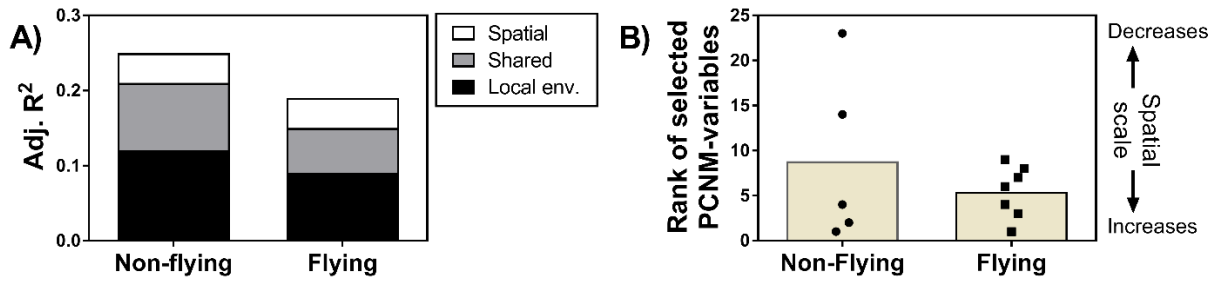 A)
Adj. R²
0.3
0.2
0.1
0.0
Non-flying
Flying
Spatial
Shared
Local env.
B)
Rank of selected
PCNM-variables
25
20
15
10
5
0
Non-Flying
Flying
Decreases
Spatial
scale
Increases